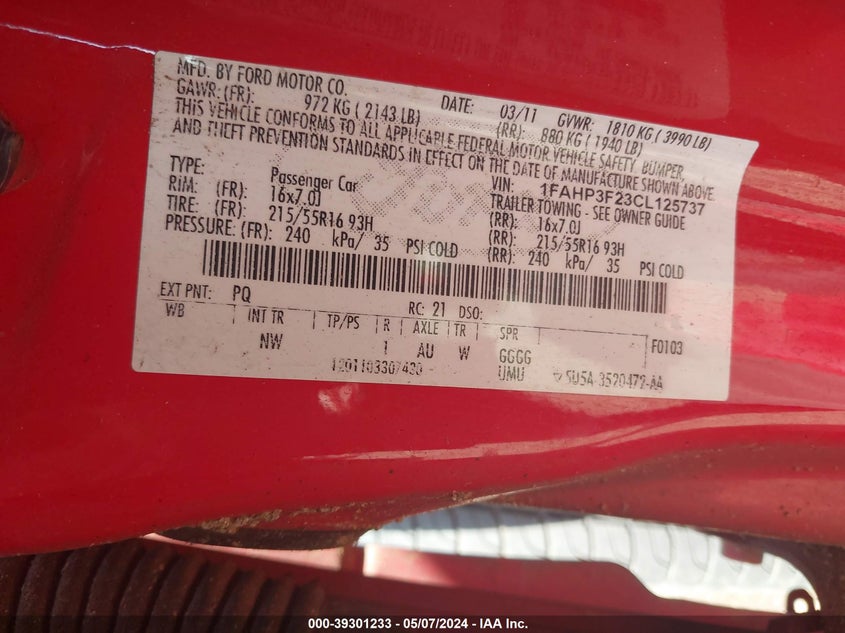 MFD. BY FORD MOTOR CO.
DATE: 03/11 GVWR: 1810 KG ( 3990 LB)
GAWR: (FR): 972 KG ( 2143 LB) (RR): 880 KG ( 1940 LB)
THIS VEHICLE CONFORMS TO ALL APPLICABLE FEDERAL MOTOR VEHICLE SAFETY, BUMPER,
AND THEFT PREVENTION STANDARDS IN EFFECT ON THE DATE OF MANUFACTURE SHOWN ABOVE.
VIN: 1FAHP3F23CL125737
TYPE: Passenger Car TRAILER TOWING - SEE OWNER GUIDE
RIM: (FR): 16x7.0J (RR): 16x7.0J
TIRE: (FR): 215/55R16 93H (RR): 215/55R16 93H
PRESSURE: (FR): 240 kPa/ 35 PSI COLD (RR): 240 kPa/ 35 PSI COLD
EXT PNT: PQ RC: 21 DSO:
WB INT TR TP/PS R AXLE TR SPR F0103
NW 1 AU W GGGG
UMU 5U5A-3520472-AA
000-39301233 - 05/07/2024 - IAA Inc.